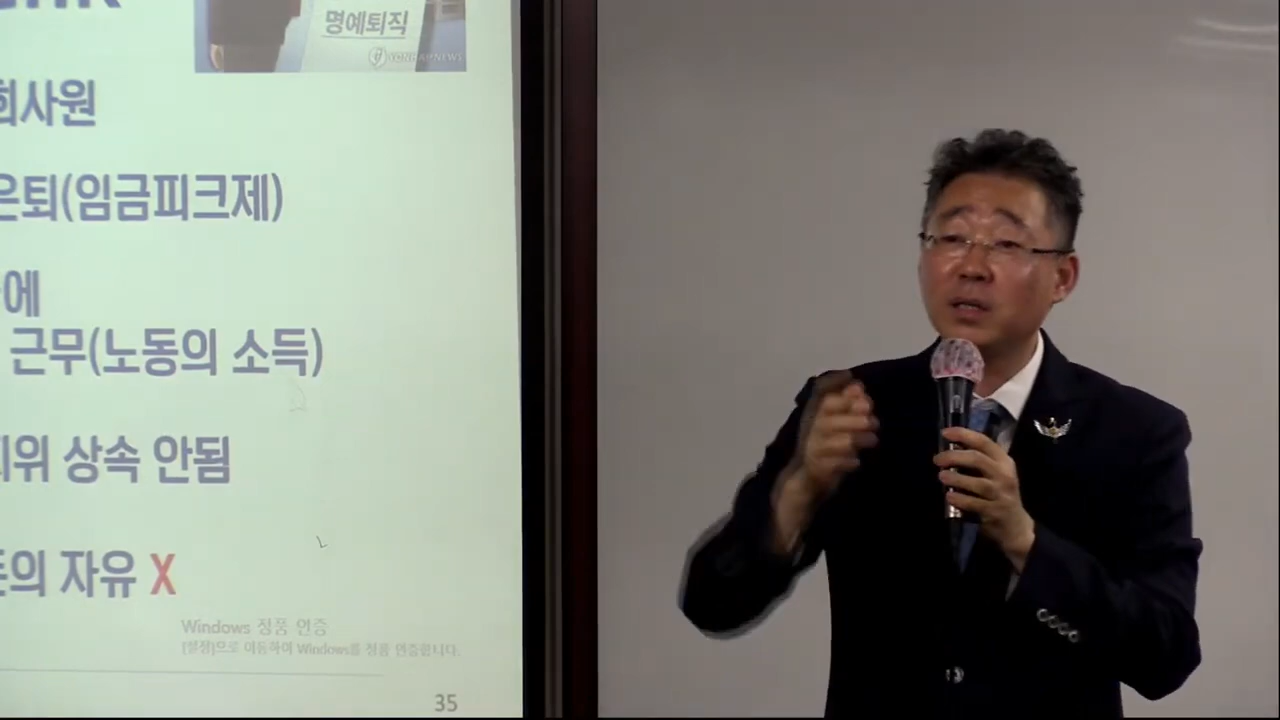 명예퇴직
YONHAPNEWS
회사원
은퇴(임금피크제)
에
근무(노동의 소득)
지위 상속 안됨
의 자유 X
Windows 정품 인증
[설정]으로 이동하여 Windows를 정품 인증합니다.
35